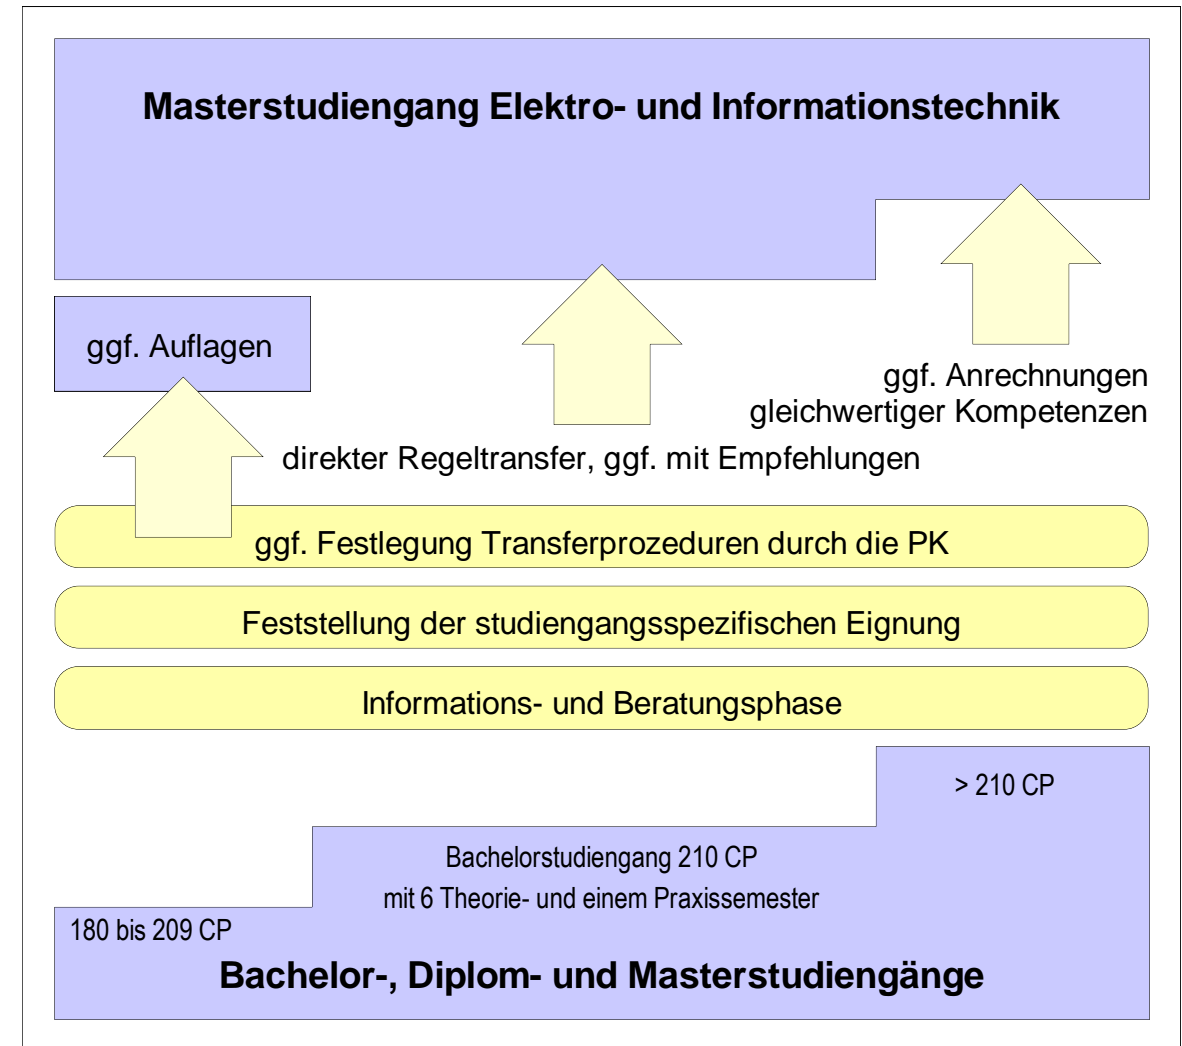 Masterstudiengang Elektro- und Informationstechnik
ggf. Auflagen
ggf. Anrechnungen
gleichwertiger Kompetenzen
direkter Regeltransfer, ggf. mit Empfehlungen
ggf. Festlegung Transferprozeduren durch die PK
Feststellung der studiengangsspezifischen Eignung
Informations- und Beratungsphase
> 210 CP
Bachelorstudiengang 210 CP
mit 6 Theorie- und einem Praxissemester
180 bis 209 CP
Bachelor-, Diplom- und Masterstudiengänge